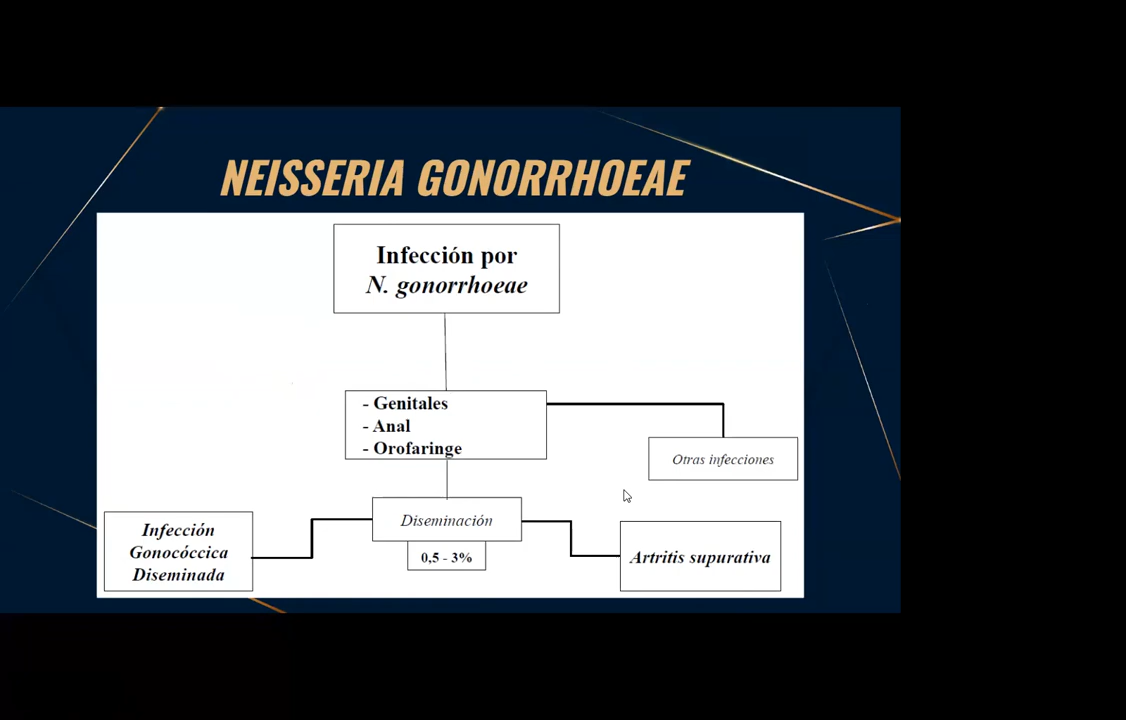 NEISSERIA GONORRHOEAE
Infección por
N. gonorrhoeae
- Genitales
- Anal
- Orofaringe
Otras infecciones
Diseminación
0,5 - 3%
Infección
Gonocóccica
Diseminada
Artritis supurativa